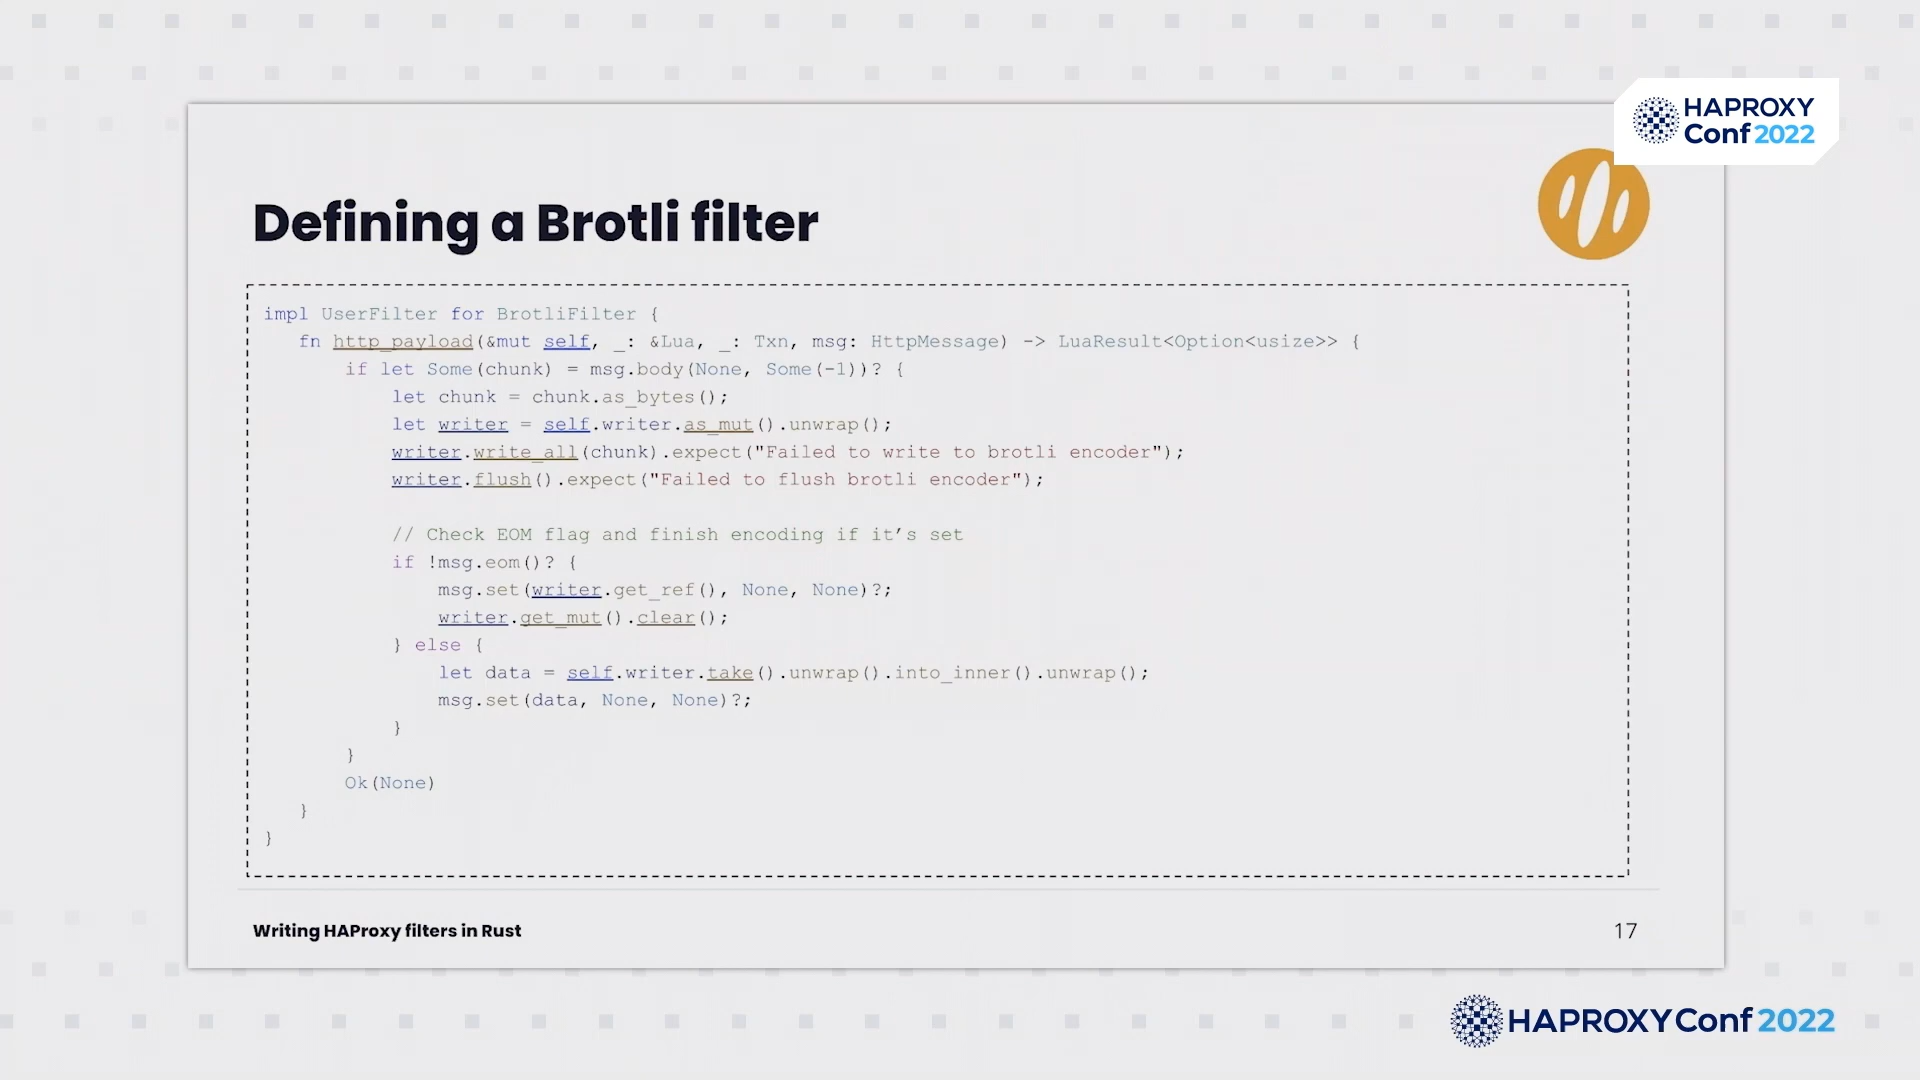 HAPROXY
Conf 2022
Defining a Brotli filter
impl UserFilter for BrotliFilter {
fn http_payload(&mut self, _: &Lua, _: Txn, msg: HttpMessage) -> LuaResult<Option<usize>> {
if let Some(chunk) = msg.body(None, Some(-1))? {
let chunk = chunk.as_bytes();
let writer = self.writer.as_mut().unwrap();
writer.write_all(chunk).expect("Failed to write to brotli encoder");
writer.flush().expect("Failed to flush brotli encoder");
// Check EOM flag and finish encoding if it’s set
if !msg.eom()? {
msg.set(writer.get_ref(), None, None)?;
writer.get_mut().clear();
} else {
let data = self.writer.take().unwrap().into_inner().unwrap();
msg.set(data, None, None)?;
}
}
Ok(None)
}
}
Writing HAProxy filters in Rust
17
HAPROXYConf 2022